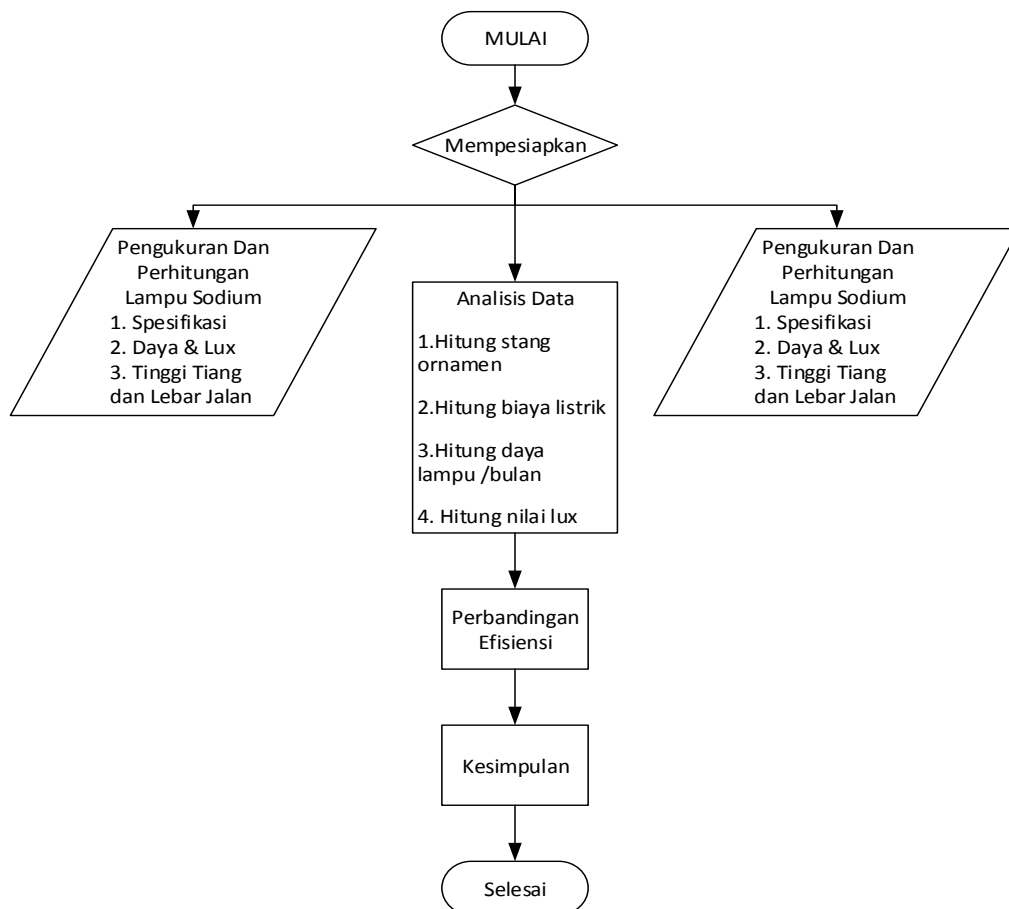 MULAI
Mempesiapkan
Pengukuran Dan
Perhitungan
Lampu Sodium
1. Spesifikasi
2. Daya & Lux
3. Tinggi Tiang
dan Lebar Jalan
Analisis Data
1.Hitung stang
ornamen
2.Hitung biaya listrik
3.Hitung daya
lampu /bulan
4. Hitung nilai lux
Pengukuran Dan
Perhitungan
Lampu Sodium
1. Spesifikasi
2. Daya & Lux
3. Tinggi Tiang
dan Lebar Jalan
Perbandingan
Efisiensi
Kesimpulan
Selesai